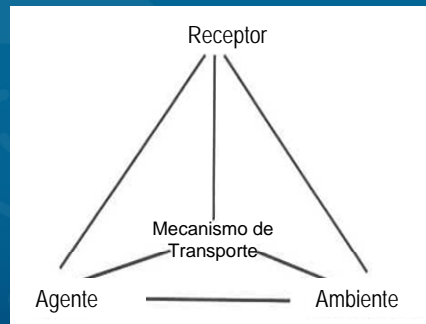 Receptor
Mecanismo de
Transporte
Agente
Ambiente